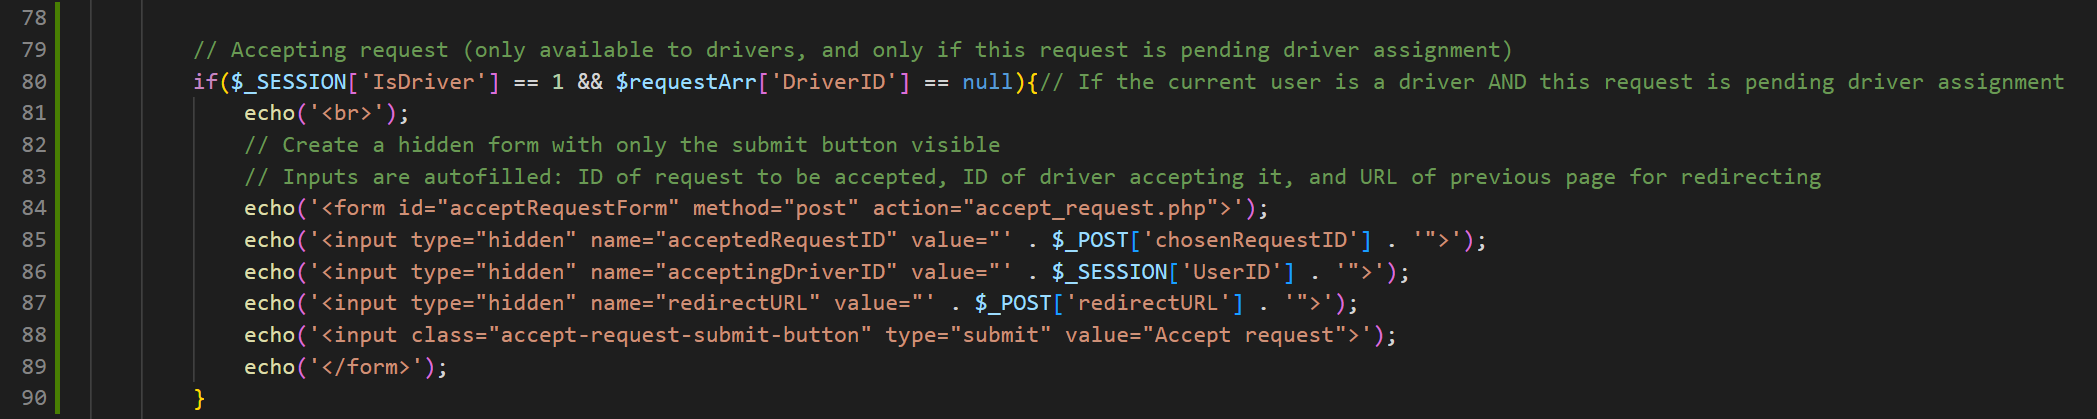 78
79 // Accepting request (only available to drivers, and only if this request is pending driver assignment)
80 if($_SESSION['IsDriver'] == 1 && $requestArr['DriverID'] == null){// If the current user is a driver AND this request is pending driver assignment
81 echo('<br>');
82 // Create a hidden form with only the submit button visible
83 // Inputs are autofilled: ID of request to be accepted, ID of driver accepting it, and URL of previous page for redirecting
84 echo('<form id="acceptRequestForm" method="post" action="accept_request.php">');
85 echo('<input type="hidden" name="acceptedRequestID" value="' . $_POST['chosenRequestID'] . '">');
86 echo('<input type="hidden" name="acceptingDriverID" value="' . $_SESSION['UserID'] . '">');
87 echo('<input type="hidden" name="redirectURL" value="' . $_POST['redirectURL'] . '">');
88 echo('<input class="accept-request-submit-button" type="submit" value="Accept request">');
89 echo('</form>');
90 }